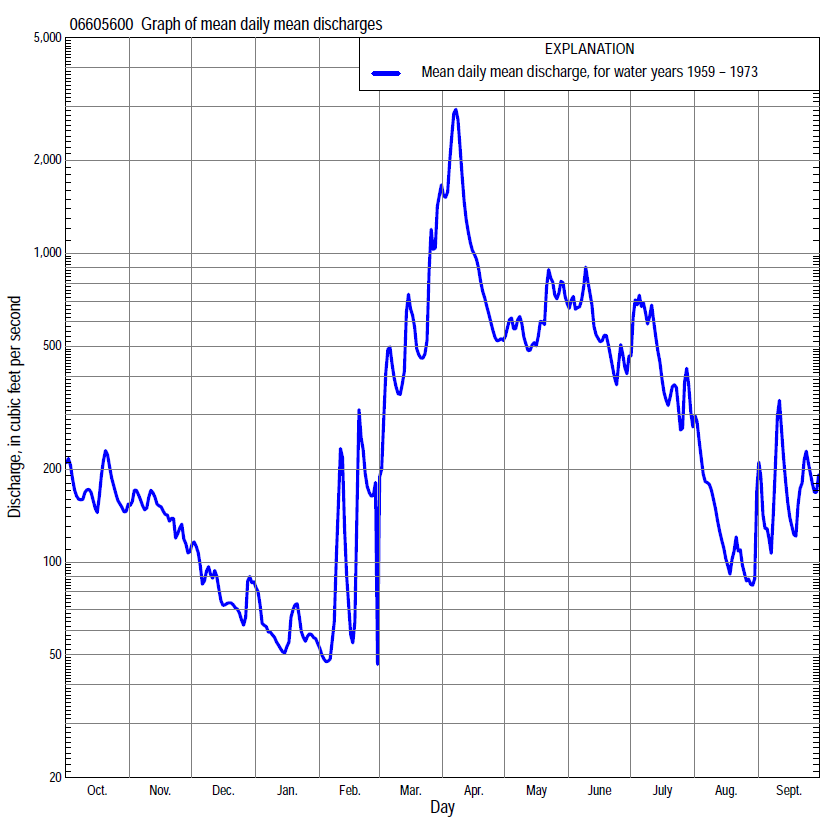 06605600 Graph of mean daily mean discharges
EXPLANATION
Mean daily mean discharge, for water years 1959 – 1973
Discharge, in cubic feet per second
5,000
2,000
1,000
500
200
100
50
20
Oct. Nov. Dec. Jan. Feb. Mar. Apr. May June July Aug. Sept.
Day